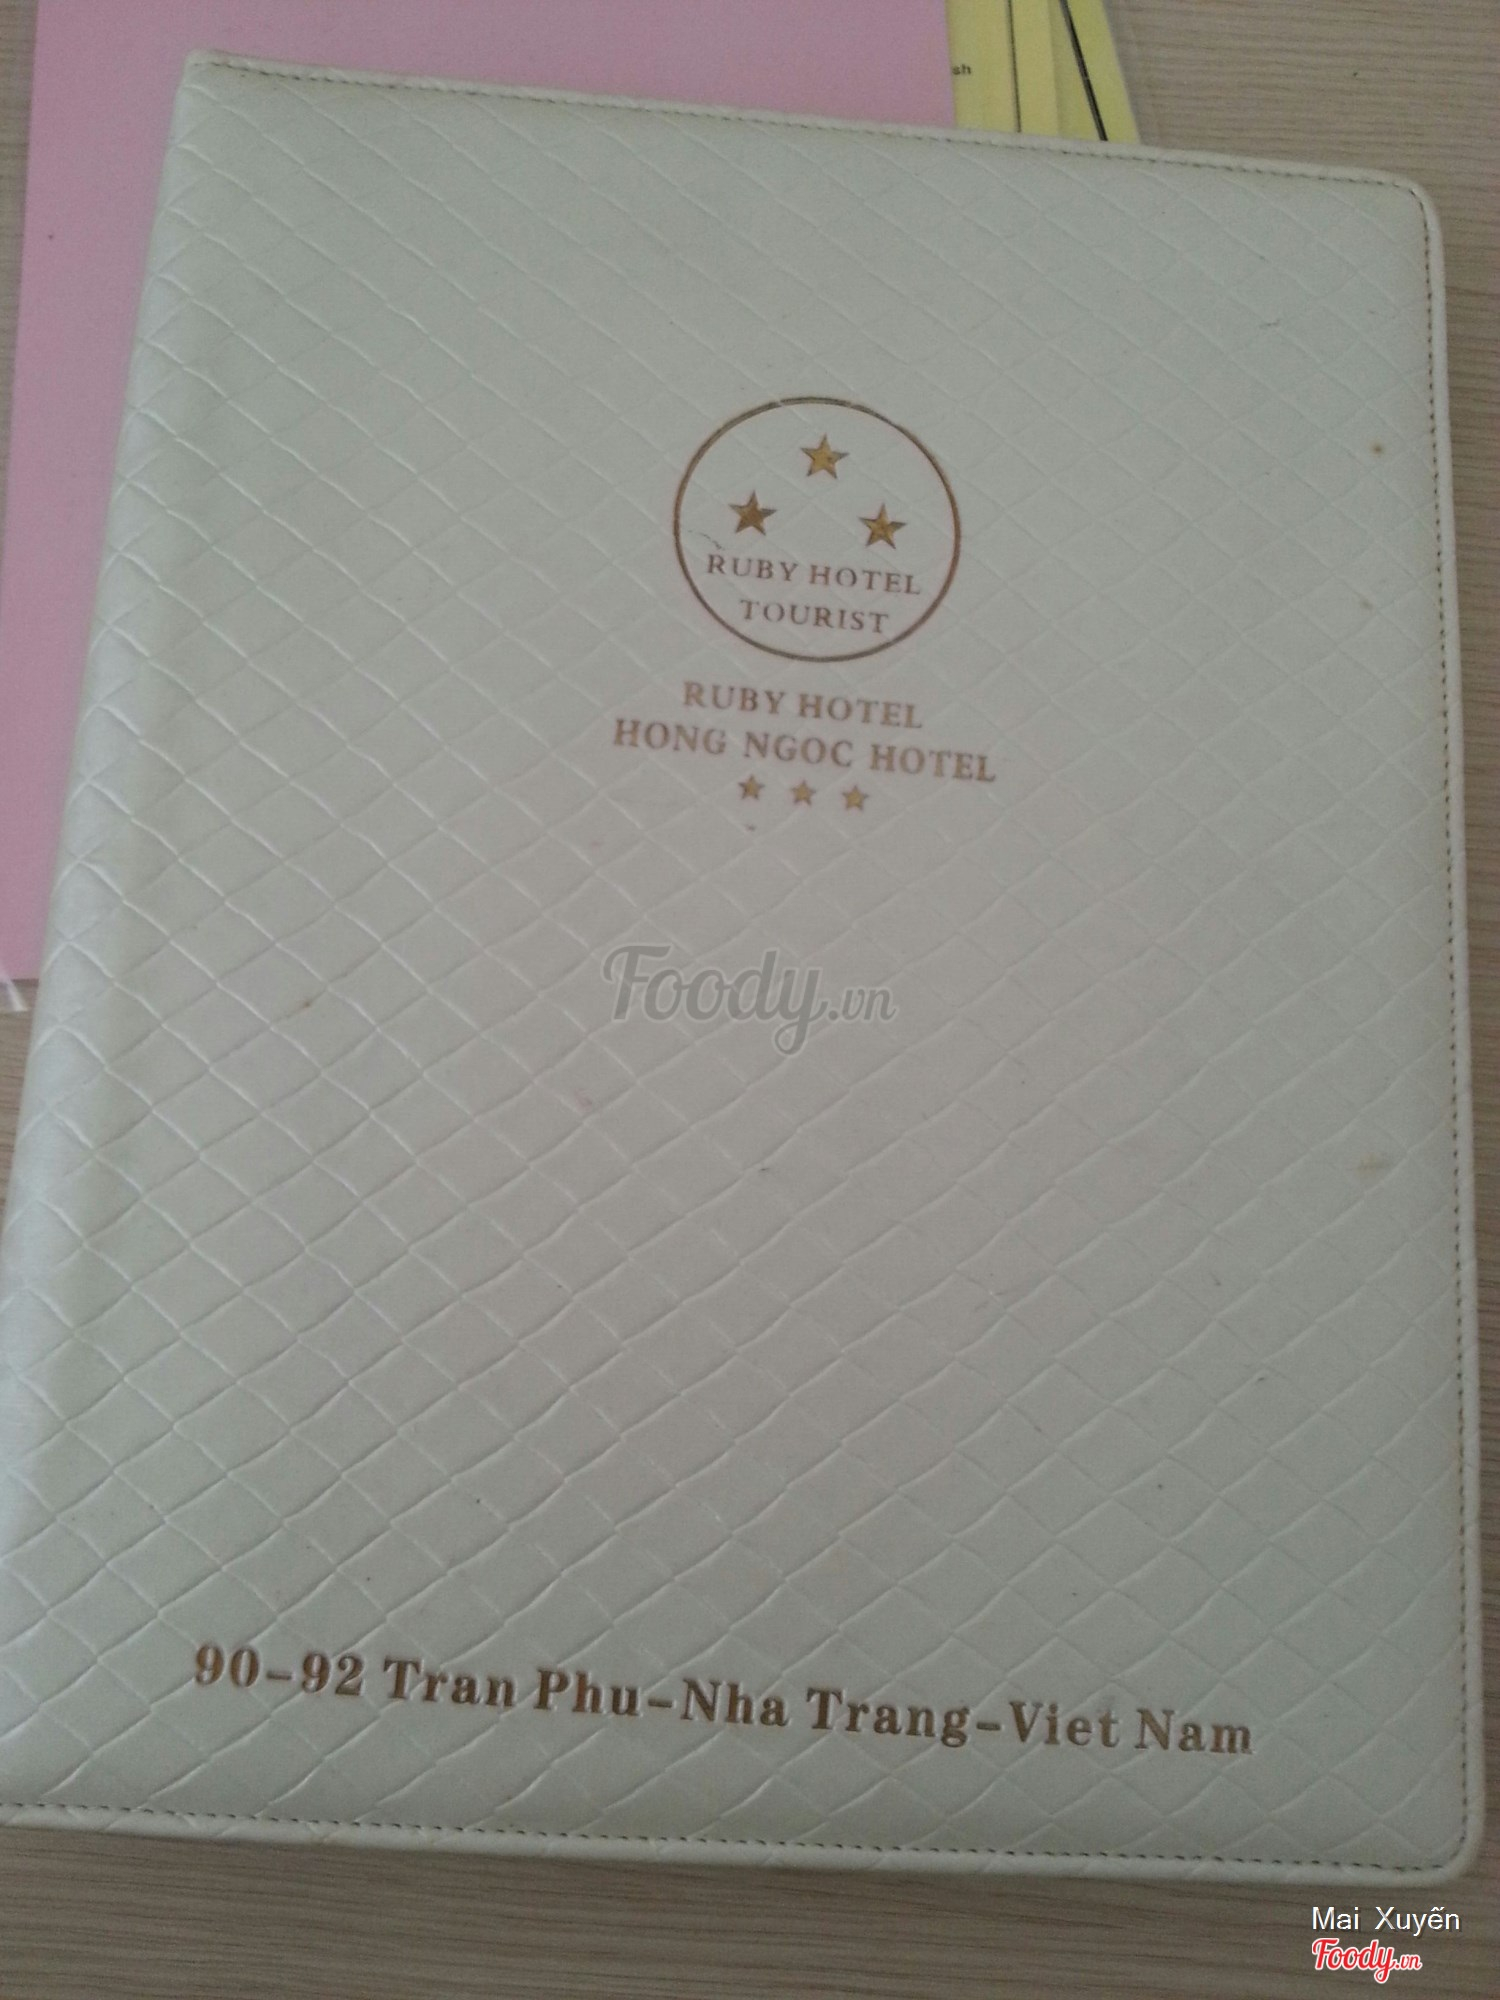 sh
RUBY HOTEL
TOURIST
RUBY HOTEL
HONG NGOC HOTEL
Foody.vn
90-92 Tran Phu-Nha Trang-Viet Nam
Mai Xuyến
Foody.vn